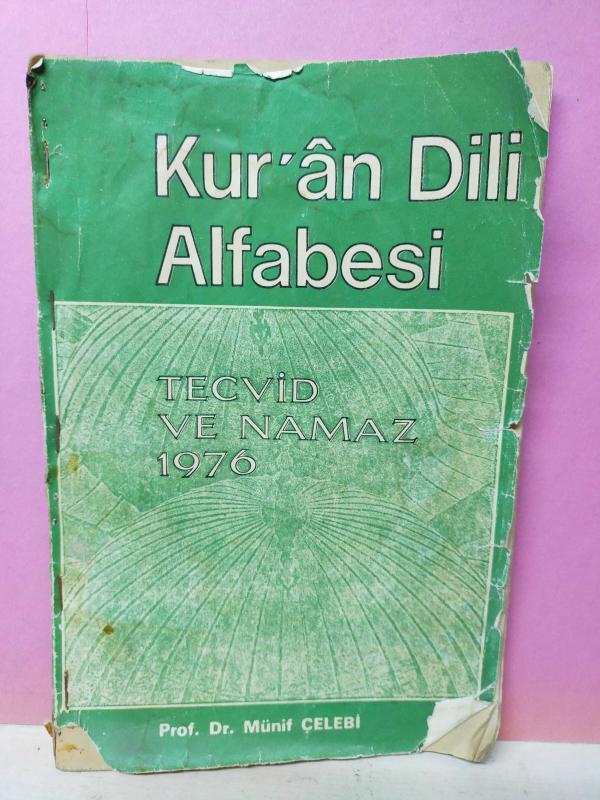 Kur'ân Dili
Alfabesi
TECVİD
VE NAMAZ
1976
Prof. Dr. Münif ÇELEBİ